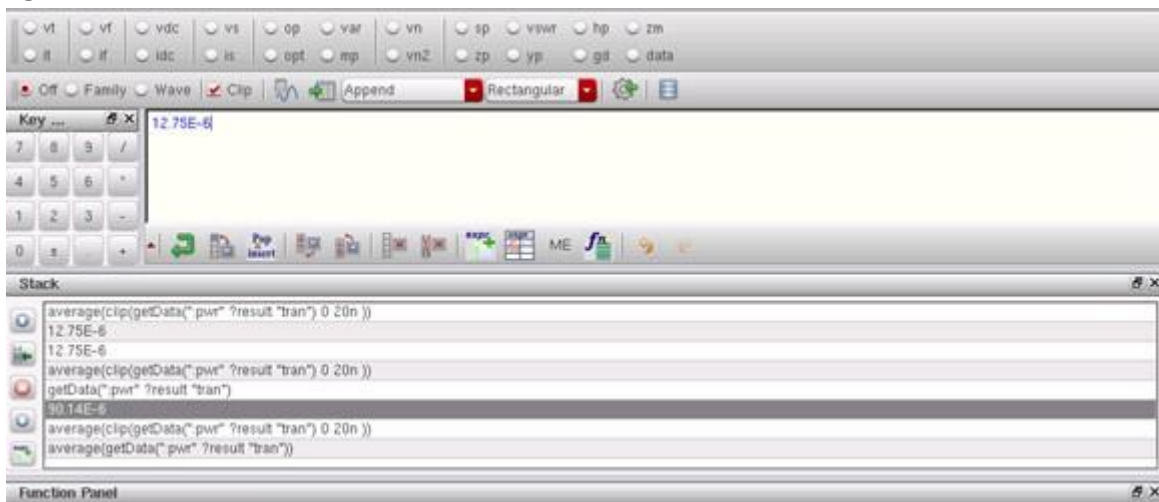 vt vf vdc vs op var vn sp vswr hp zm
it if idc is opt mp vn2 zp yp gd data
Off Family Wave Clip Append Rectangular
Key ...
12.75E-6
7 8 9 /
4 5 6 *
1 2 3 -
0 ± . +
ME
Stack
average(clip(getData(":pwr" ?result "tran") 0 20n ))
12.75E-6
12.75E-6
average(clip(getData(":pwr" ?result "tran") 0 20n ))
getData(":pwr" ?result "tran")
90.14E-6
average(clip(getData(":pwr" ?result "tran") 0 20n ))
average(getData(":pwr" ?result "tran"))
Function Panel